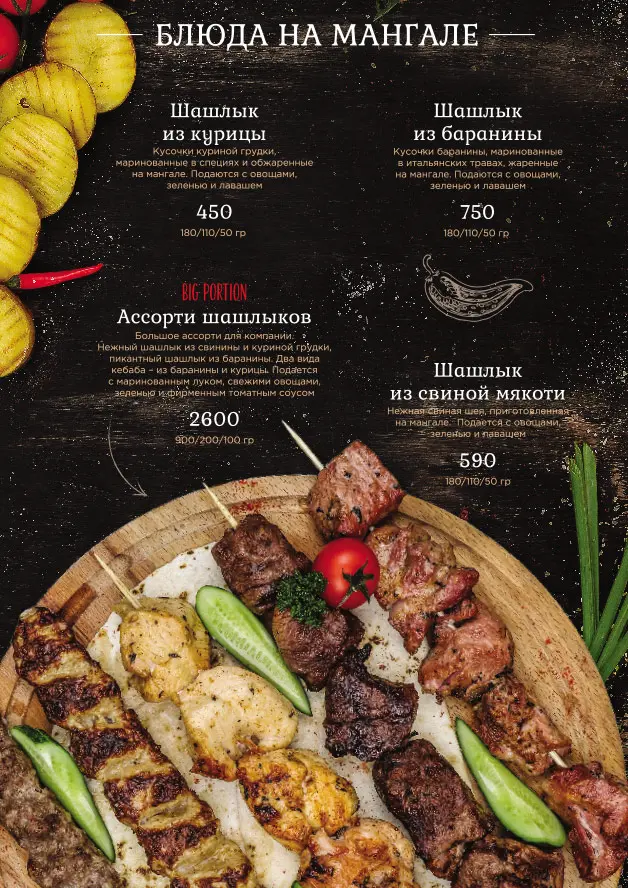 БЛЮДА НА МАНГАЛЕ
Шашлык
из курицы
Кусочки куриной грудки,
маринованные в специях и обжаренные
на мангале. Подаются с овощами,
зеленью и лавашем
450
180/110/50 гр
Шашлык
из баранины
Кусочки баранины, маринованные
в итальянских травах, жаренные
на мангале. Подаются с овощами,
зеленью и лавашем
750
180/110/50 гр
BIG PORTION
Ассорти шашлыков
Большое ассорти для компании.
Нежный шашлык из свинины и куриной грудки,
пикантный шашлык из баранины. Два вида
кебаба – из баранины и курицы. Подается
с маринованным луком, свежими овощами,
зеленью и фирменным томатным соусом
2600
900/200/100 гр
Шашлык
из свиной мякоти
Нежная свиная шея, приготовленная
на мангале. Подается с овощами,
зеленью и лавашем
590
180/110/50 гр